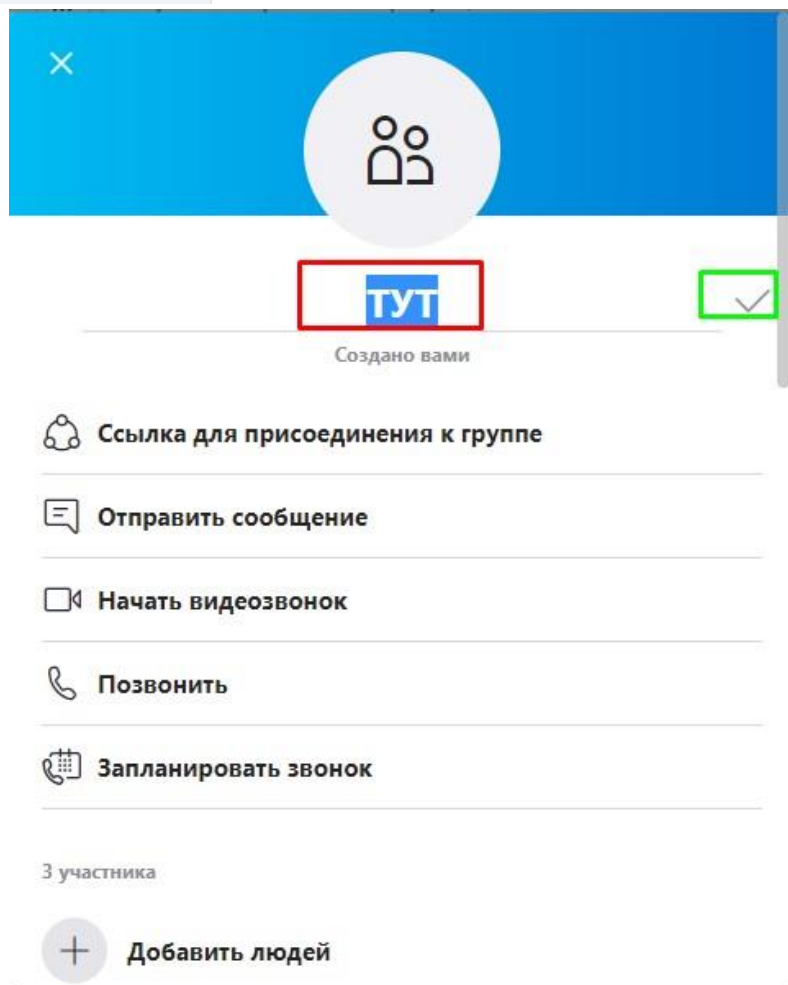 ТУТ
Создано вами
Ссылка для присоединения к группе
Отправить сообщение
Начать видеозвонок
Позвонить
Запланировать звонок
3 участника
Добавить людей